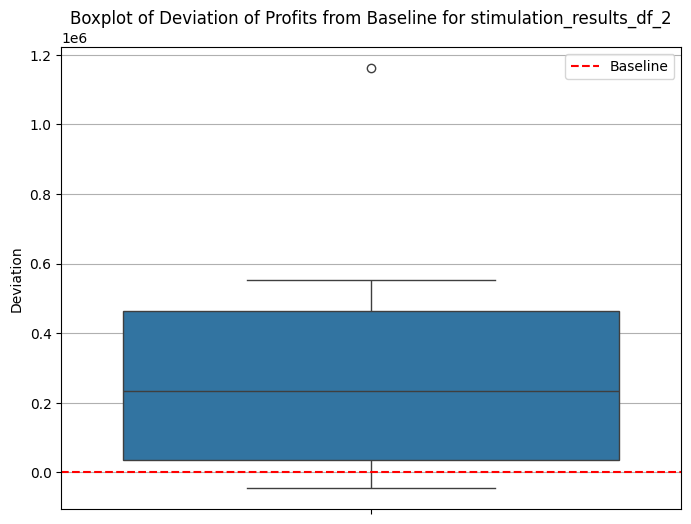 Boxplot of Deviation of Profits from Baseline for stimulation_results_df_2
1e6
1.2
1.0
0.8
0.6
0.4
0.2
0.0
Deviation
Baseline